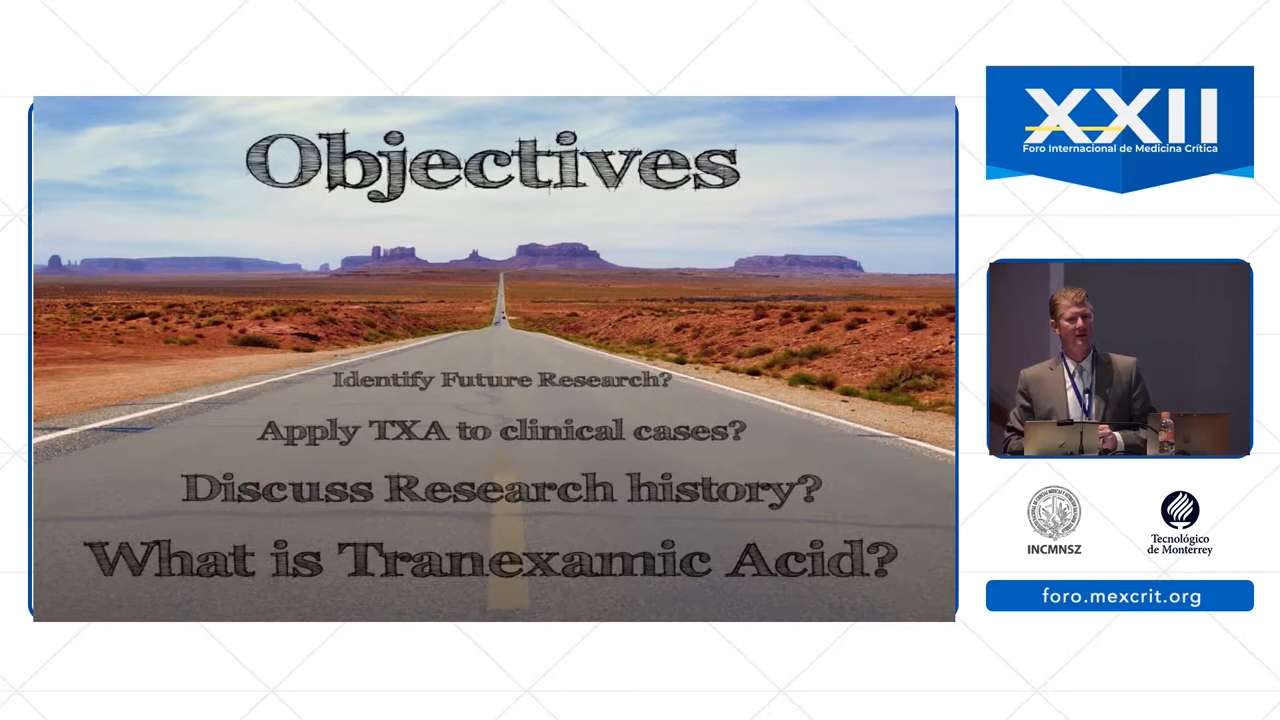 Objectives
Identify Future Research?
Apply TXA to clinical cases?
Discuss Research history?
What is Tranexamic Acid?
XXII
Foro Internacional de Medicina Crítica
INCMNSZ
Tecnológico
de Monterrey
foro.mexcrit.org